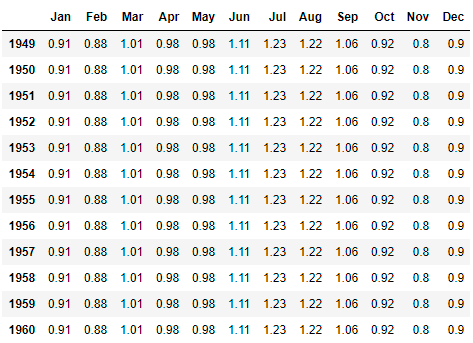 Jan Feb Mar Apr May Jun Jul Aug Sep Oct Nov Dec
1949 0.91 0.88 1.01 0.98 0.98 1.11 1.23 1.22 1.06 0.92 0.8 0.9
1950 0.91 0.88 1.01 0.98 0.98 1.11 1.23 1.22 1.06 0.92 0.8 0.9
1951 0.91 0.88 1.01 0.98 0.98 1.11 1.23 1.22 1.06 0.92 0.8 0.9
1952 0.91 0.88 1.01 0.98 0.98 1.11 1.23 1.22 1.06 0.92 0.8 0.9
1953 0.91 0.88 1.01 0.98 0.98 1.11 1.23 1.22 1.06 0.92 0.8 0.9
1954 0.91 0.88 1.01 0.98 0.98 1.11 1.23 1.22 1.06 0.92 0.8 0.9
1955 0.91 0.88 1.01 0.98 0.98 1.11 1.23 1.22 1.06 0.92 0.8 0.9
1956 0.91 0.88 1.01 0.98 0.98 1.11 1.23 1.22 1.06 0.92 0.8 0.9
1957 0.91 0.88 1.01 0.98 0.98 1.11 1.23 1.22 1.06 0.92 0.8 0.9
1958 0.91 0.88 1.01 0.98 0.98 1.11 1.23 1.22 1.06 0.92 0.8 0.9
1959 0.91 0.88 1.01 0.98 0.98 1.11 1.23 1.22 1.06 0.92 0.8 0.9
1960 0.91 0.88 1.01 0.98 0.98 1.11 1.23 1.22 1.06 0.92 0.8 0.9